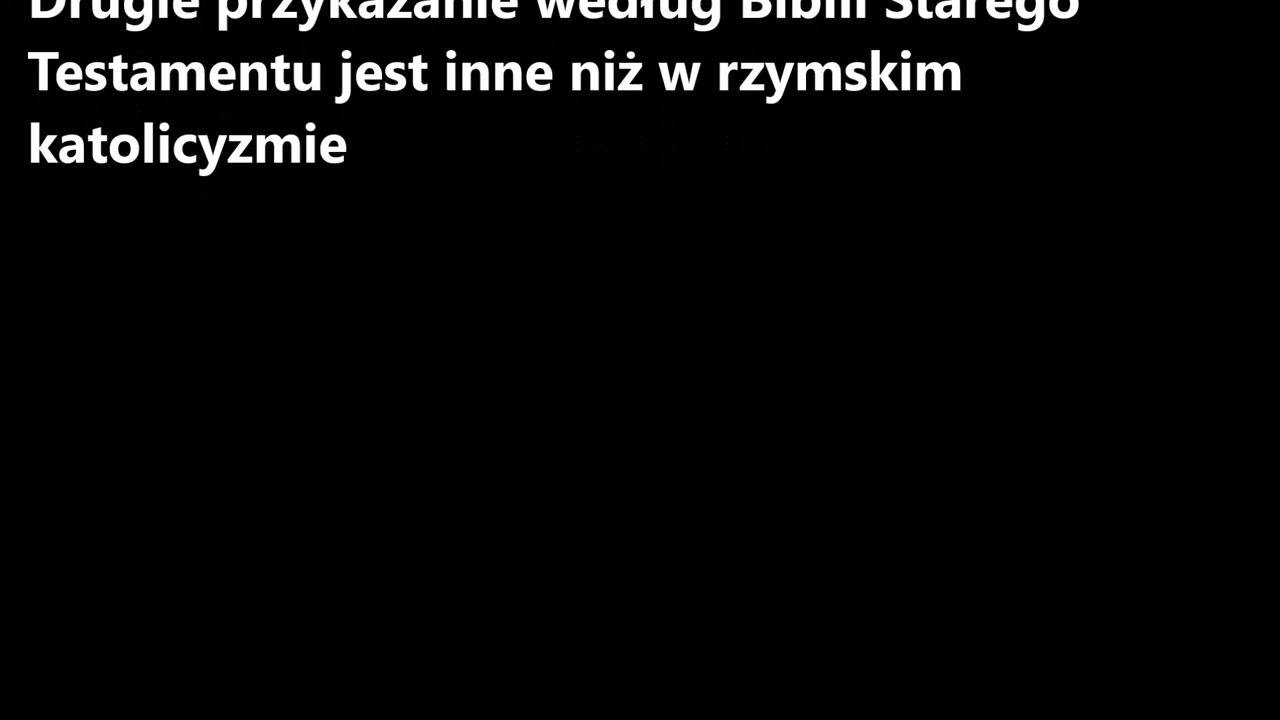 Drugie przykazanie według Biblii Starego
Testamentu jest inne niż w rzymskim
katolicyzmie